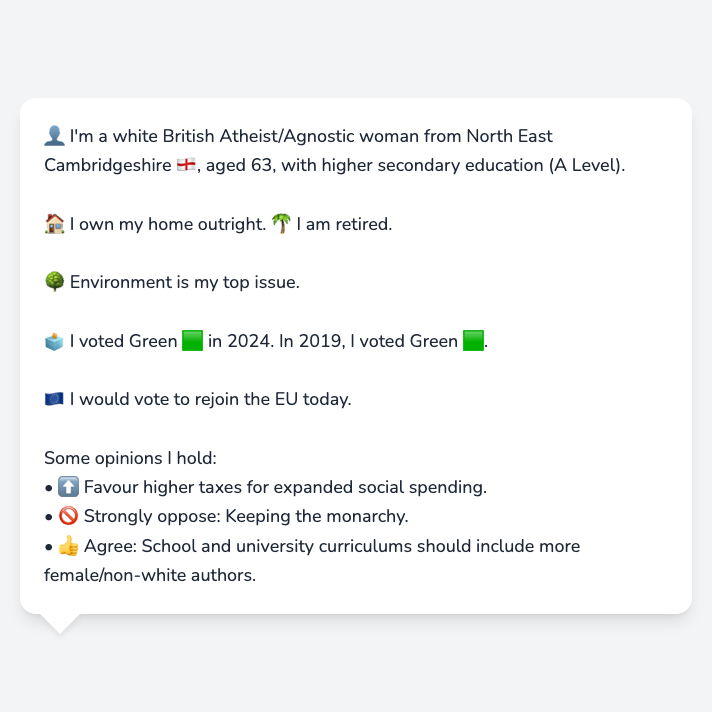 👤 I'm a white British Atheist/Agnostic woman from North East
Cambridgeshire 🏴󠁧󠁢󠁥󠁮󠁧󠁿, aged 63, with higher secondary education (A Level).
🏠 I own my home outright. 🌴 I am retired.
🌳 Environment is my top issue.
🗳️ I voted Green 🟩 in 2024. In 2019, I voted Green 🟩.
🇪🇺 I would vote to rejoin the EU today.
Some opinions I hold:
• ⬆️ Favour higher taxes for expanded social spending.
• 🚫 Strongly oppose: Keeping the monarchy.
• 👍 Agree: School and university curriculums should include more
female/non-white authors.